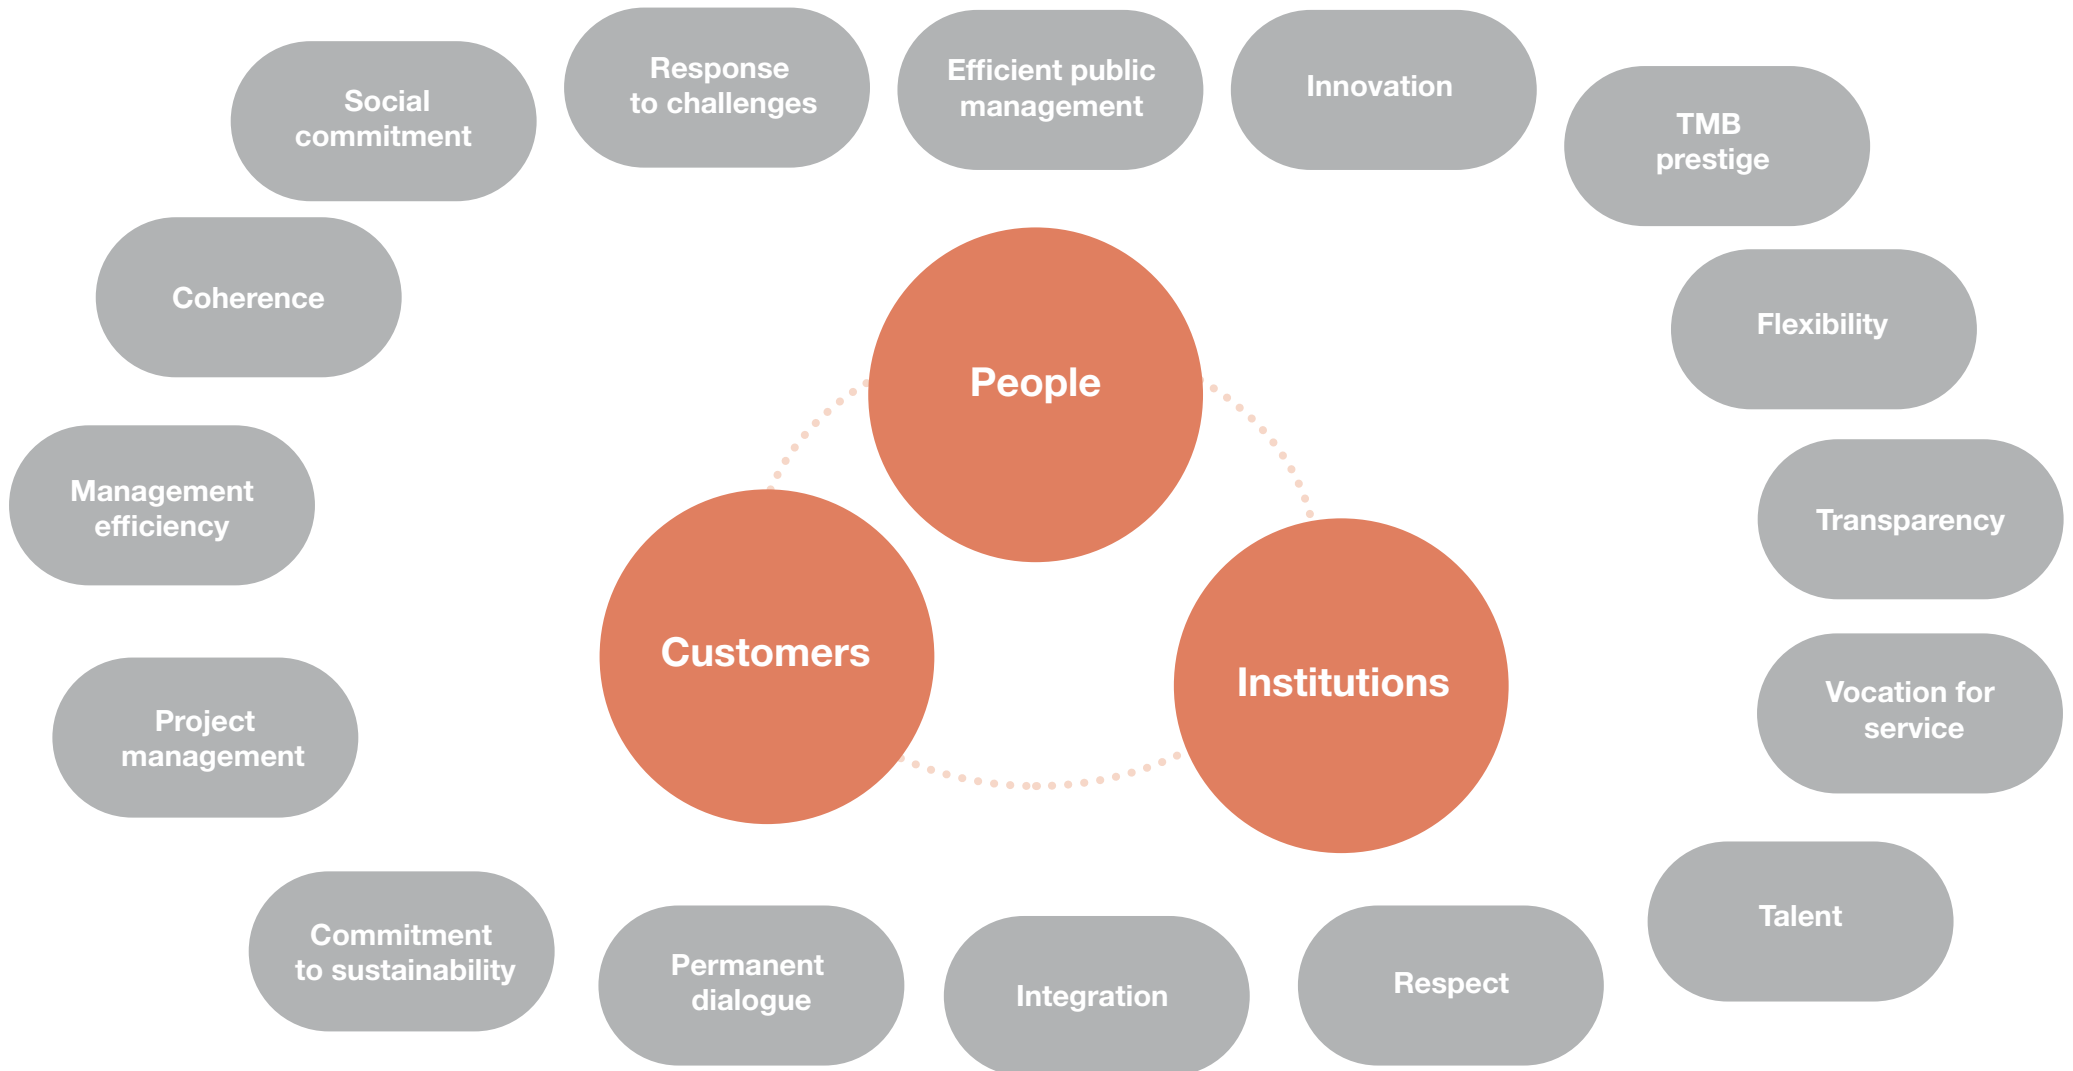 Response
to challenges
Efficient public
management
Innovation
Social
commitment
TMB
prestige
Coherence
Flexibility
People
Management
efficiency
Transparency
Customers
Institutions
Project
management
Vocation for
service
Commitment
to sustainability
Permanent
dialogue
Integration
Respect
Talent